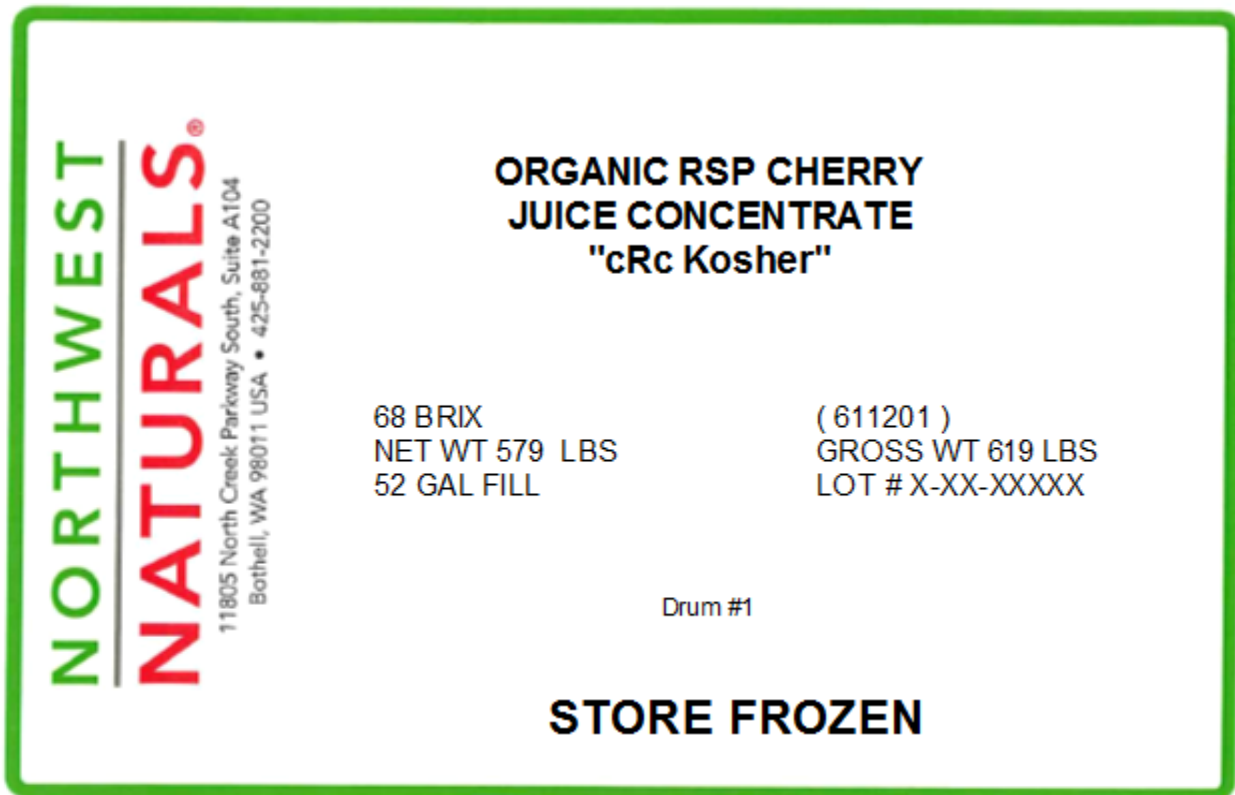 NORTHWEST
NATURALS®
11805 North Creek Parkway South, Suite A104
Bothell, WA 98011 USA • 425-881-2200
ORGANIC RSP CHERRY
JUICE CONCENTRATE
"cRc Kosher"
68 BRIX
NET WT 579 LBS
52 GAL FILL
( 611201 )
GROSS WT 619 LBS
LOT # X-XX-XXXXX
Drum #1
STORE FROZEN